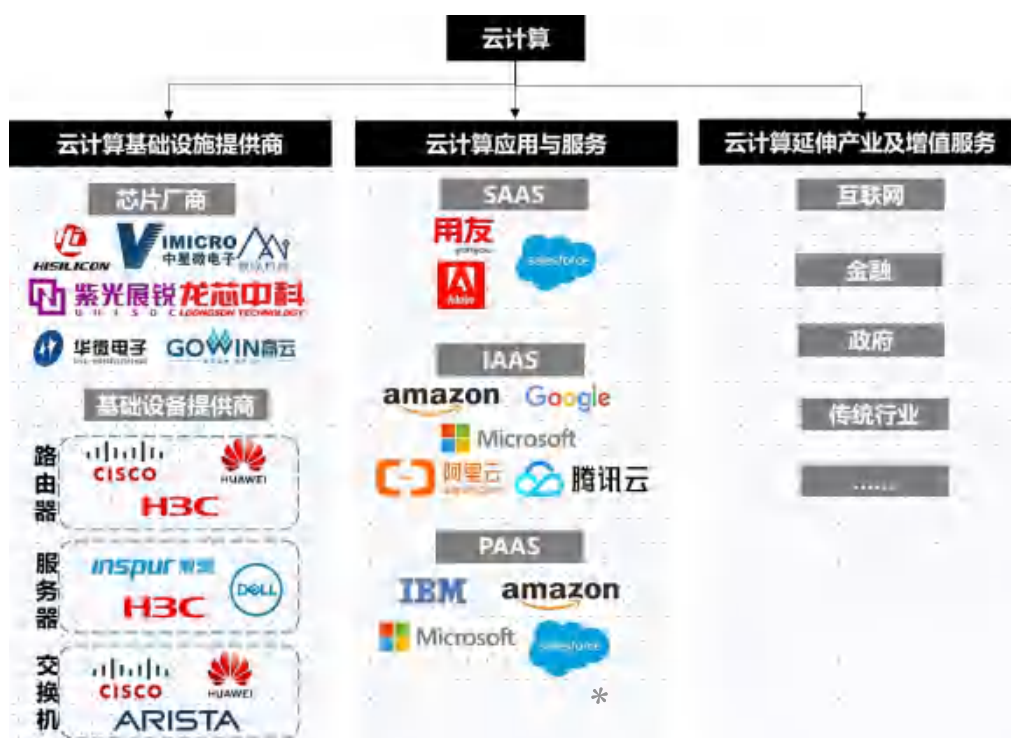 云计算
云计算基础设施提供商
芯片厂商
HISILICON
VIMICRO
中星微电子
紫光展锐
UNISOC
龙芯中科
LOONGSON TECHNOLOGY
华微电子
GOWIN高云
基础设备提供商
路由器
CISCO
HUAWEI
H3C
服务器
inspur 浪潮
DELL
H3C
交换机
CISCO
HUAWEI
ARISTA
云计算应用与服务
SAAS
用友
yonyou
salesforce
Adobe
IAAS
amazon
Google
Microsoft
阿里云
腾讯云
PAAS
IBM
amazon
Microsoft
salesforce
*
云计算延伸产业及增值服务
互联网
金融
政府
传统行业
……